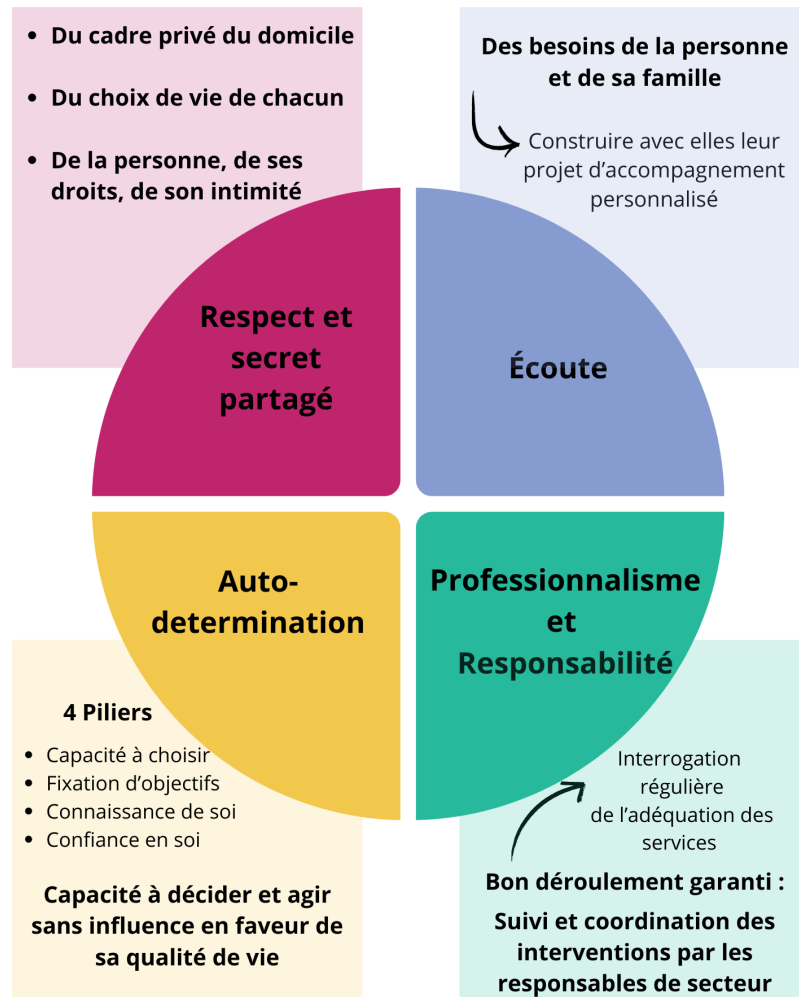 Du cadre privé du domicile
Du choix de vie de chacun
De la personne, de ses
droits, de son intimité
Respect et
secret
partagé
Des besoins de la personne
et de sa famille
Construire avec elles leur
projet d’accompagnement
personnalisé
Écoute
Auto-
determination
4 Piliers
Capacité à choisir
Fixation d’objectifs
Connaissance de soi
Confiance en soi
Capacité à décider et agir
sans influence en faveur de
sa qualité de vie
Professionnalisme
et
Responsabilité
Interrogation
régulière
de l’adéquation des
services
Bon déroulement garanti :
Suivi et coordination des
interventions par les
responsables de secteur